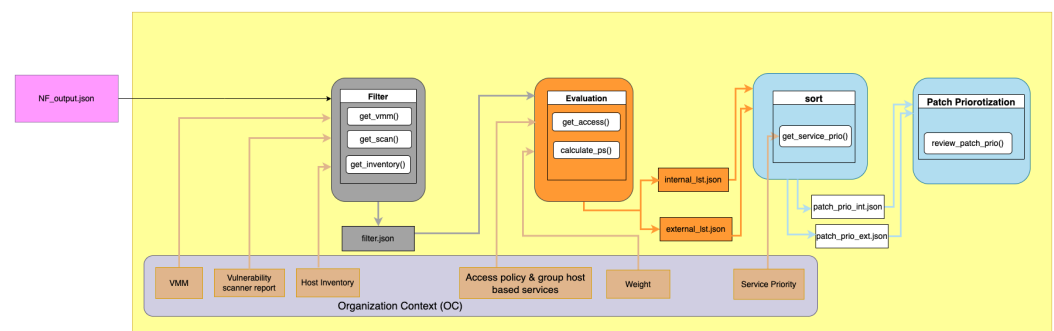 NF_output.json
Filter
get_vmm()
get_scan()
get_inventory()
filter.json
Evaluation
get_access()
calculate_ps()
internal_lst.json
external_lst.json
sort
get_service_prio()
patch_prio_int.json
patch_prio_ext.json
Patch Priorotization
review_patch_prio()
VMM
Vulnerability
scanner report
Host Inventory
Access policy & group host
based services
Weight
Service Priority
Organization Context (OC)